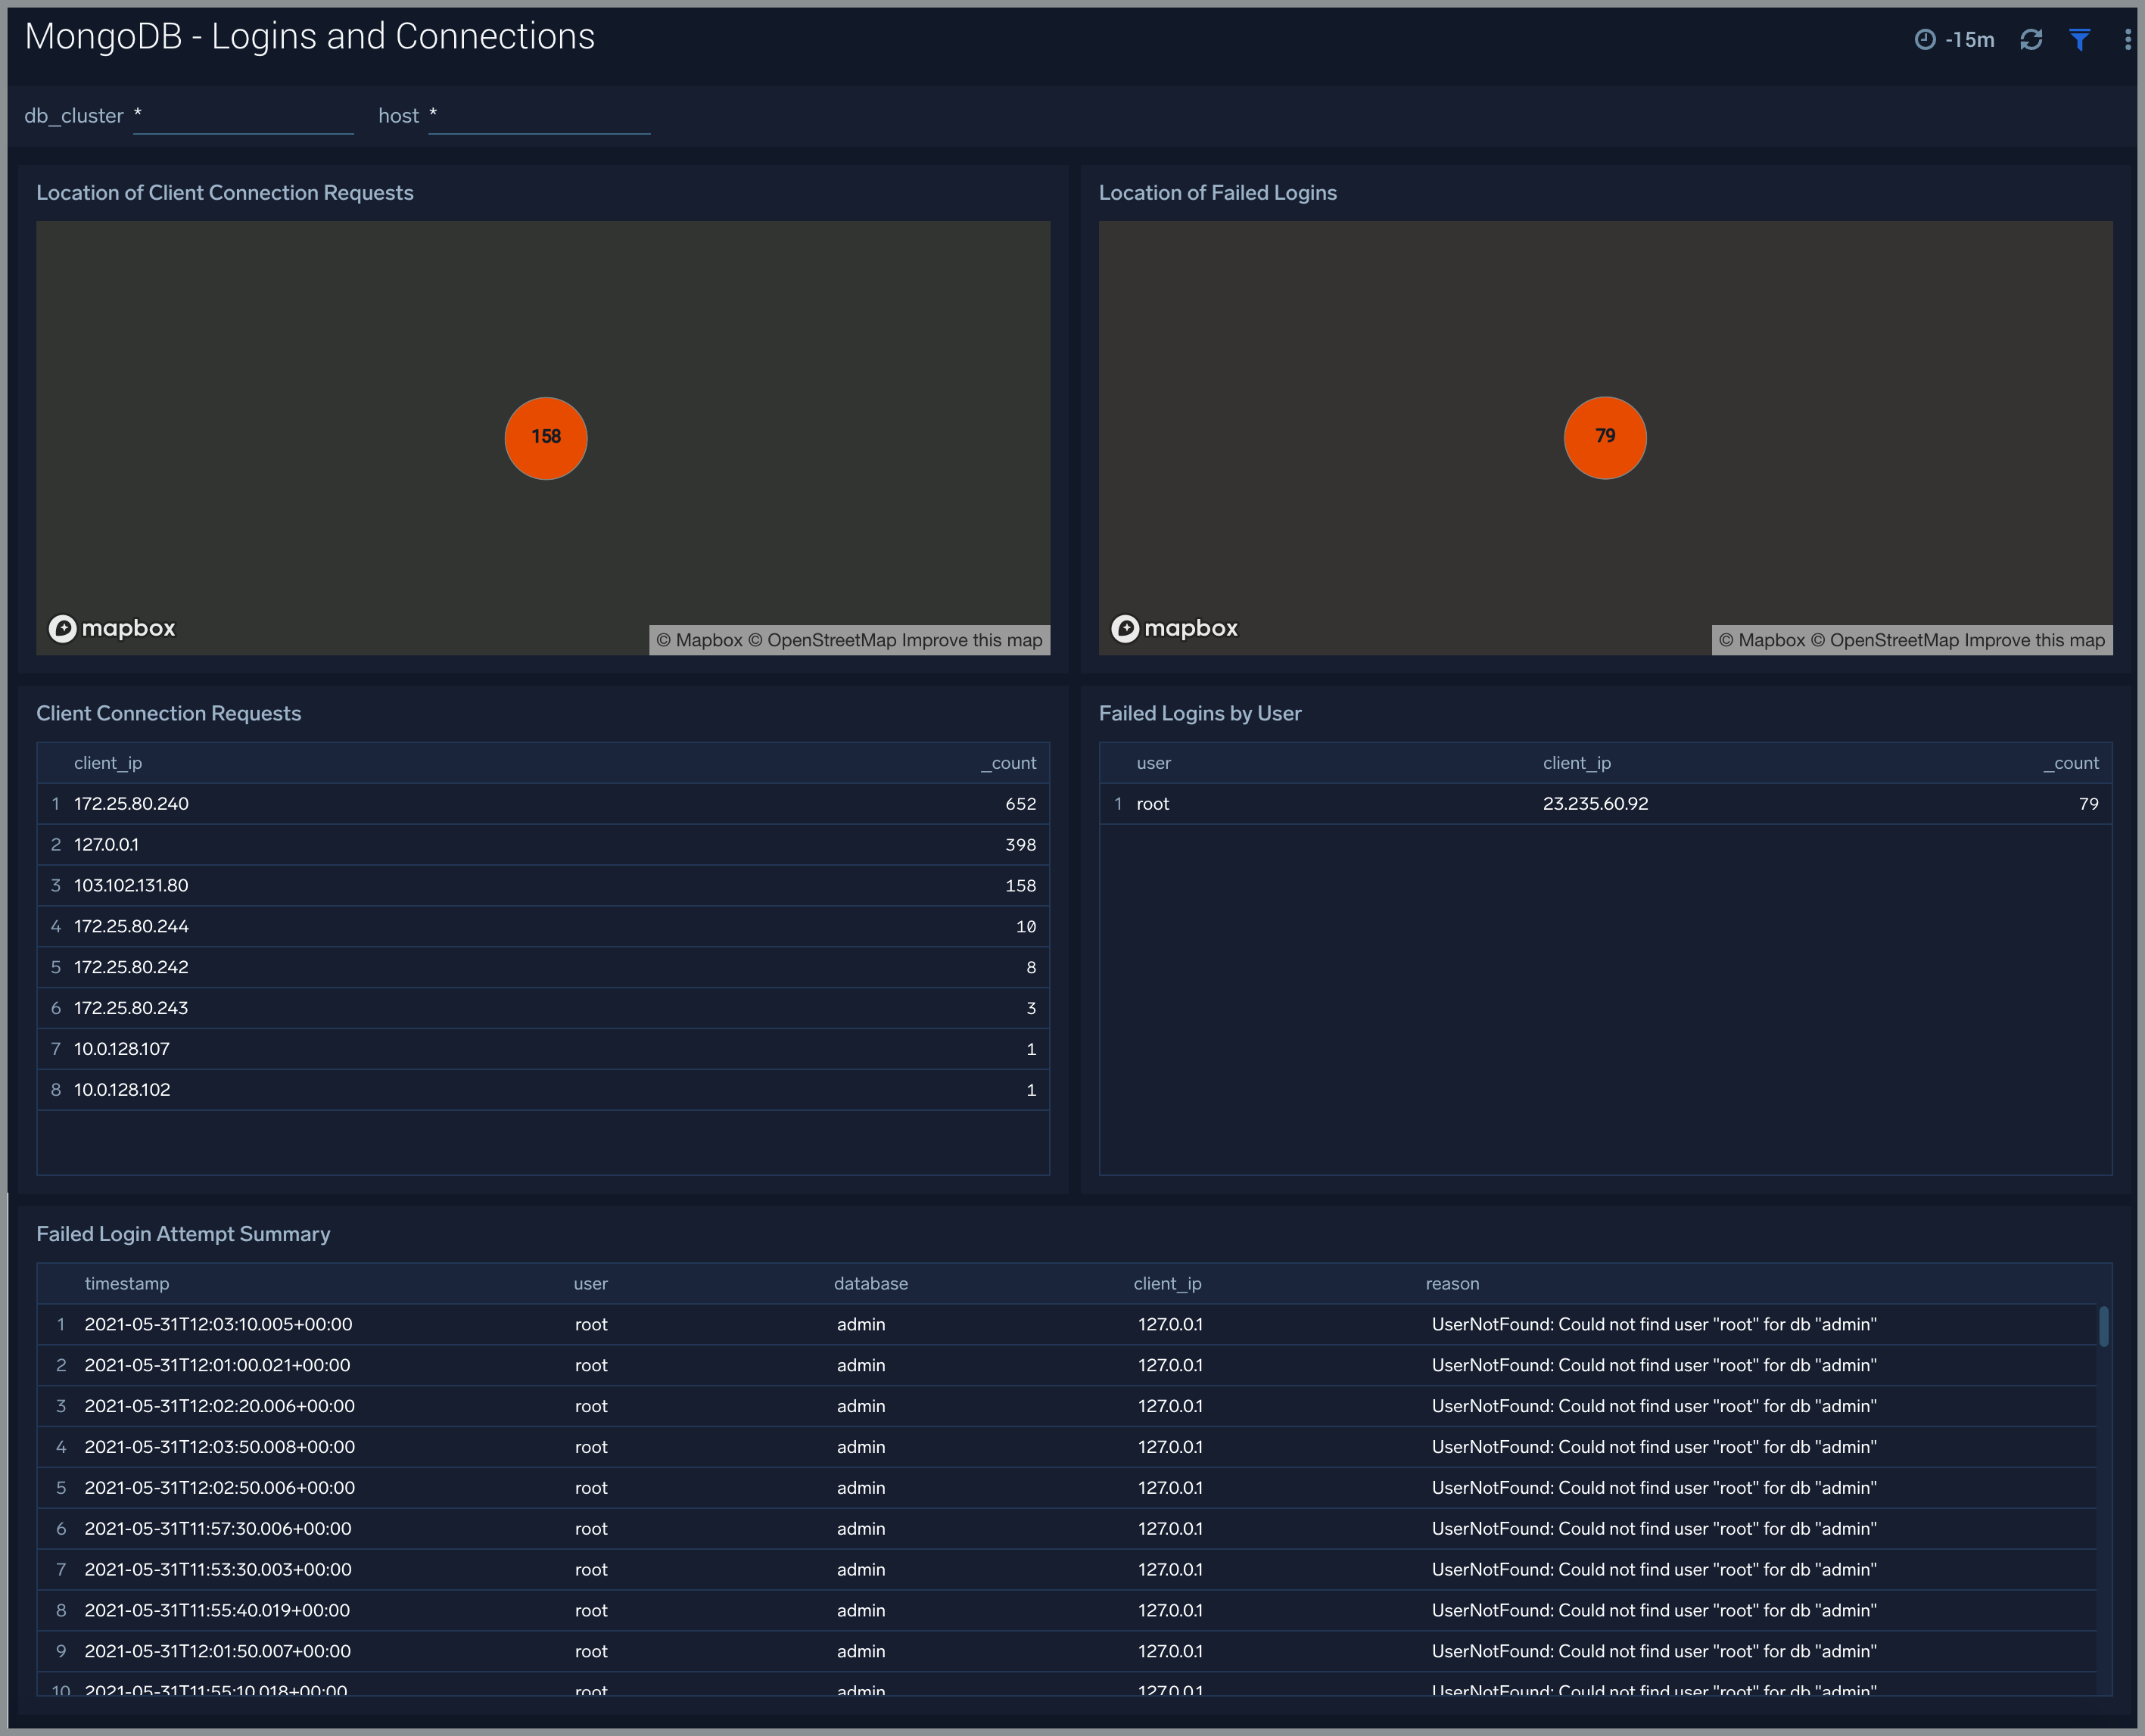 MongoDB - Logins and Connections
-15m
db_cluster *
host *
Location of Client Connection Requests
158
mapbox
© Mapbox © OpenStreetMap Improve this map
Location of Failed Logins
79
mapbox
© Mapbox © OpenStreetMap Improve this map
Client Connection Requests
client_ip _count
1 172.25.80.240 652
2 127.0.0.1 398
3 103.102.131.80 158
4 172.25.80.244 10
5 172.25.80.242 8
6 172.25.80.243 3
7 10.0.128.107 1
8 10.0.128.102 1
Failed Logins by User
user client_ip _count
1 root 23.235.60.92 79
Failed Login Attempt Summary
timestamp user database client_ip reason
1 2021-05-31T12:03:10.005+00:00 root admin 127.0.0.1 UserNotFound: Could not find user "root" for db "admin"
2 2021-05-31T12:01:00.021+00:00 root admin 127.0.0.1 UserNotFound: Could not find user "root" for db "admin"
3 2021-05-31T12:02:20.006+00:00 root admin 127.0.0.1 UserNotFound: Could not find user "root" for db "admin"
4 2021-05-31T12:03:50.008+00:00 root admin 127.0.0.1 UserNotFound: Could not find user "root" for db "admin"
5 2021-05-31T12:02:50.006+00:00 root admin 127.0.0.1 UserNotFound: Could not find user "root" for db "admin"
6 2021-05-31T11:57:30.006+00:00 root admin 127.0.0.1 UserNotFound: Could not find user "root" for db "admin"
7 2021-05-31T11:53:30.003+00:00 root admin 127.0.0.1 UserNotFound: Could not find user "root" for db "admin"
8 2021-05-31T11:55:40.019+00:00 root admin 127.0.0.1 UserNotFound: Could not find user "root" for db "admin"
9 2021-05-31T12:01:50.007+00:00 root admin 127.0.0.1 UserNotFound: Could not find user "root" for db "admin"
10 2021-05-31T11:55:10.018+00:00 root admin 127.0.0.1 UserNotFound: Could not find user "root" for db "admin"